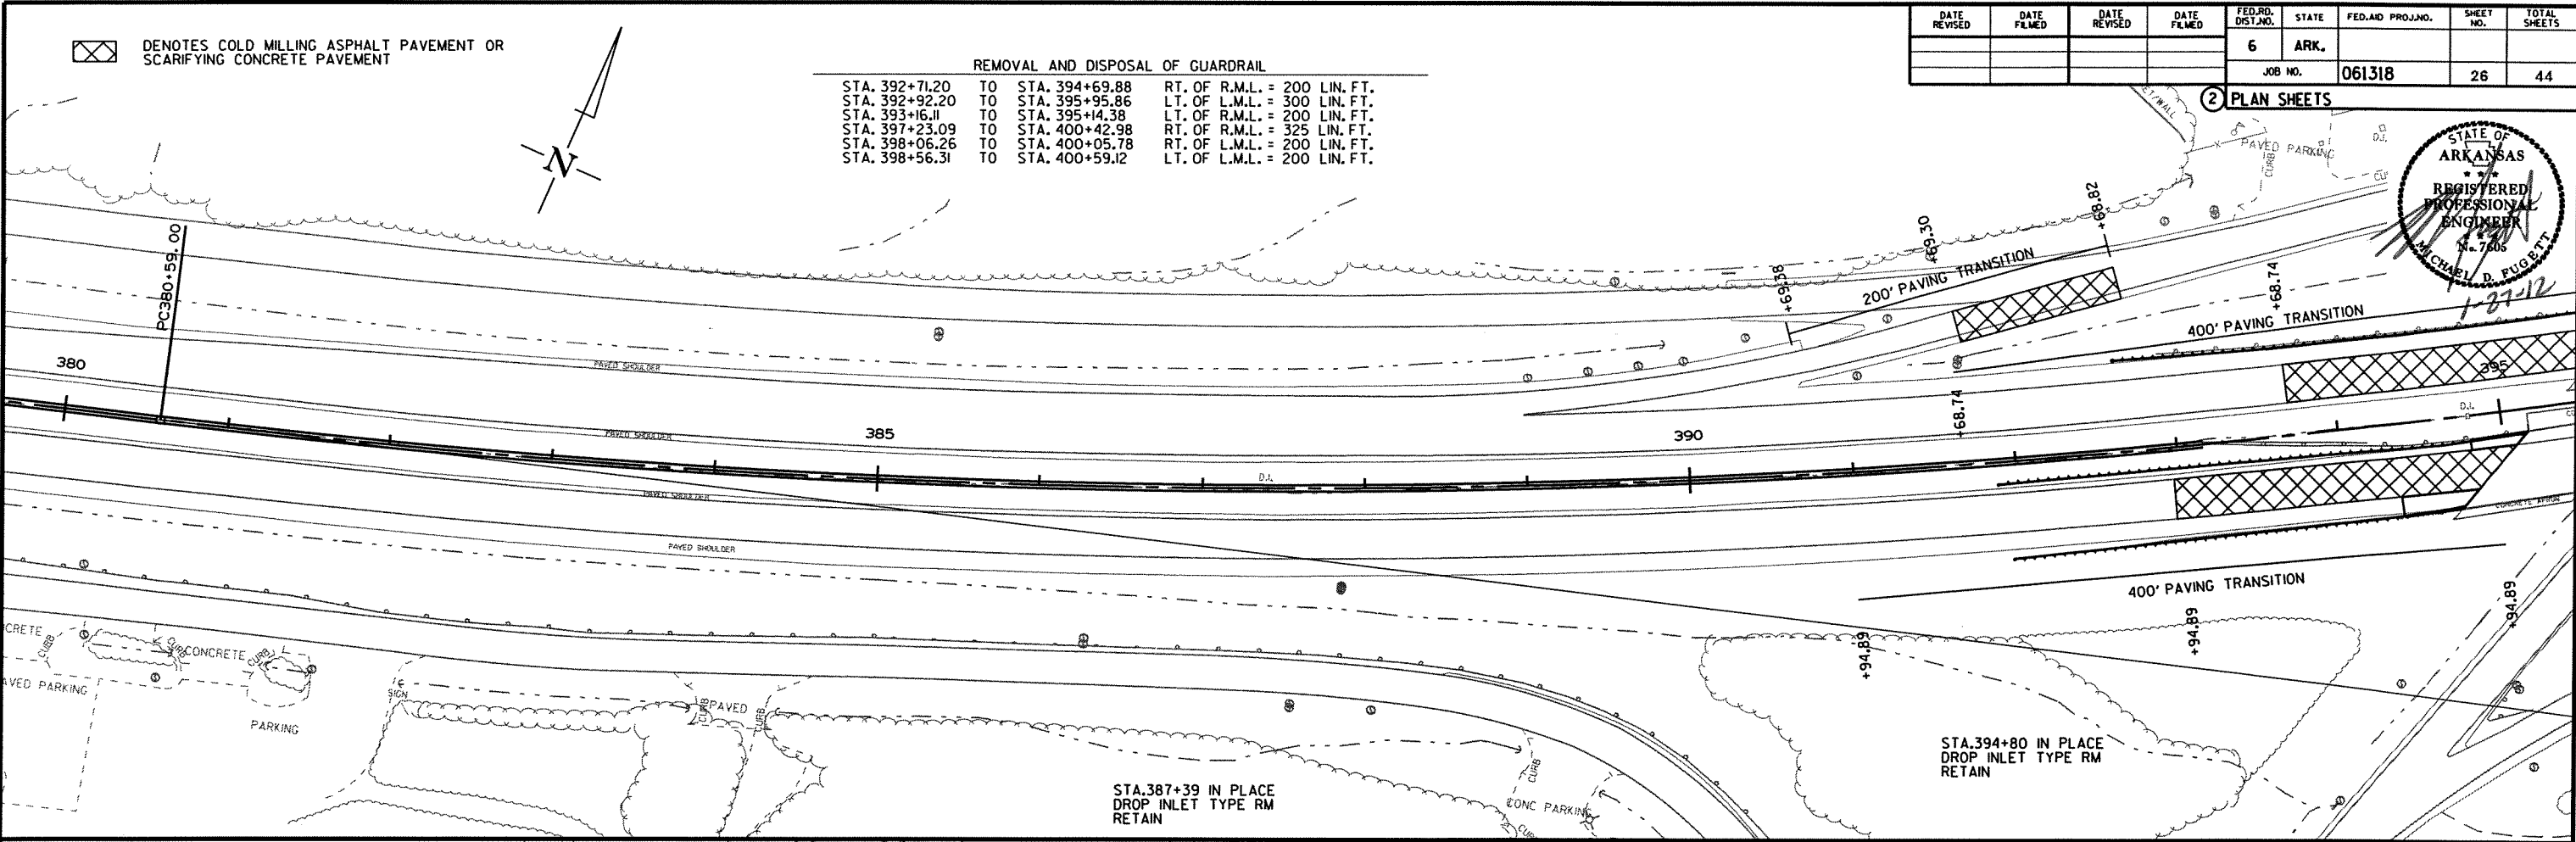 DATE REVISED
DATE FILMED
DATE REVISED
DATE FILMED
FED.RD. DIST.NO.
STATE
FED.AID PROJ.NO.
SHEET NO.
TOTAL SHEETS
6
ARK.
JOB NO.
061318
26
44
2 PLAN SHEETS
DENOTES COLD MILLING ASPHALT PAVEMENT OR
SCARIFYING CONCRETE PAVEMENT
N
REMOVAL AND DISPOSAL OF GUARDRAIL
STA. 392+71.20 TO STA. 394+69.88 RT. OF R.M.L. = 200 LIN. FT.
STA. 392+92.20 TO STA. 395+95.86 LT. OF L.M.L. = 300 LIN. FT.
STA. 393+16.11 TO STA. 395+14.38 LT. OF R.M.L. = 200 LIN. FT.
STA. 397+23.09 TO STA. 400+42.98 RT. OF R.M.L. = 325 LIN. FT.
STA. 398+06.26 TO STA. 400+05.78 RT. OF L.M.L. = 200 LIN. FT.
STA. 398+56.31 TO STA. 400+59.12 LT. OF L.M.L. = 200 LIN. FT.
STATE OF
ARKANSAS
REGISTERED
PROFESSIONAL
ENGINEER
No. 7605
MICHAEL D. FUGETT
1-27-12
PAVED PARKING
CURB
D.I.
PC380+59.00
+69.38
+69.30
+68.82
200' PAVING TRANSITION
+68.74
400' PAVING TRANSITION
+68.74
380
385
390
395
PAVED SHOULDER
PAVED SHOULDER
PAVED SHOULDER
PAVED SHOULDER
D.I.
D.I.
CONCRETE APRON
400' PAVING TRANSITION
+94.89
+94.89
+94.89
CRETE
CURB
CURB
CONCRETE
CURB
AVED PARKING
PARKING
SIGN
CURB
PAVED
CURB
STA.387+39 IN PLACE
DROP INLET TYPE RM
RETAIN
CURB
CONC PARKING
STA.394+80 IN PLACE
DROP INLET TYPE RM
RETAIN